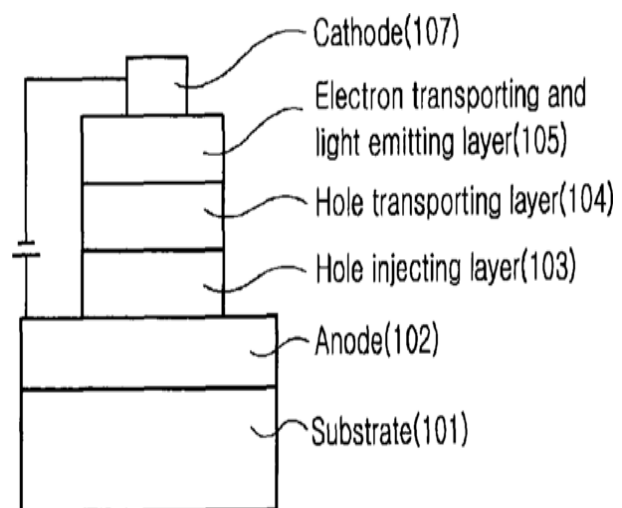 Cathode(107)
Electron transporting and
light emitting layer(105)
Hole transporting layer(104)
Hole injecting layer(103)
Anode(102)
Substrate(101)